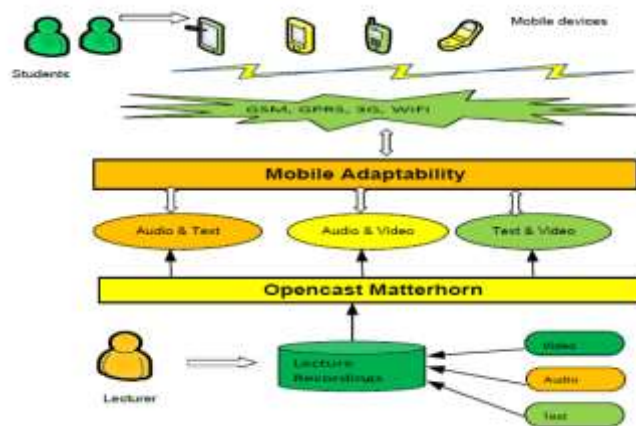 Mobile devices
Students
GSM, GPRS, 3G, WIFI
Mobile Adaptability
Audio & Text
Audio & Video
Text & Video
Opencast Matterhorn
Lecture
Recordings
Video
Audio
Text
Lecturer